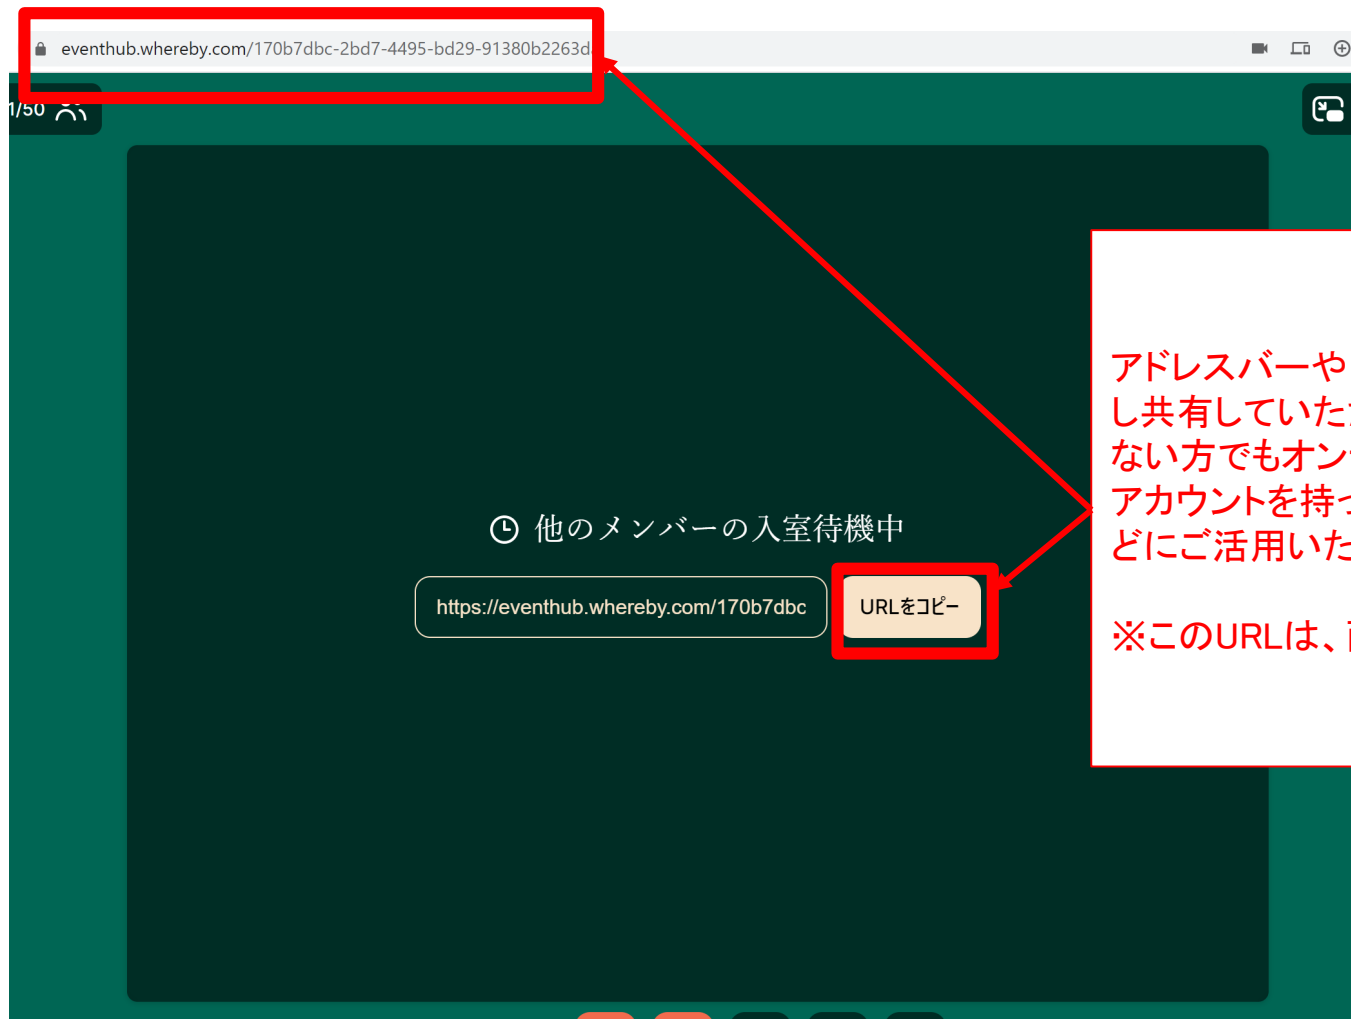 eventhub.whereby.com/170b7dbc-2bd7-4495-bd29-91380b2263d
1/50
アドレスバーや
し共有していた
ない方でもオン
アカウントを持っ
どにご活用いた
※このURLは、
他のメンバーの入室待機中
https://eventhub.whereby.com/170b7dbc
URLをコピー